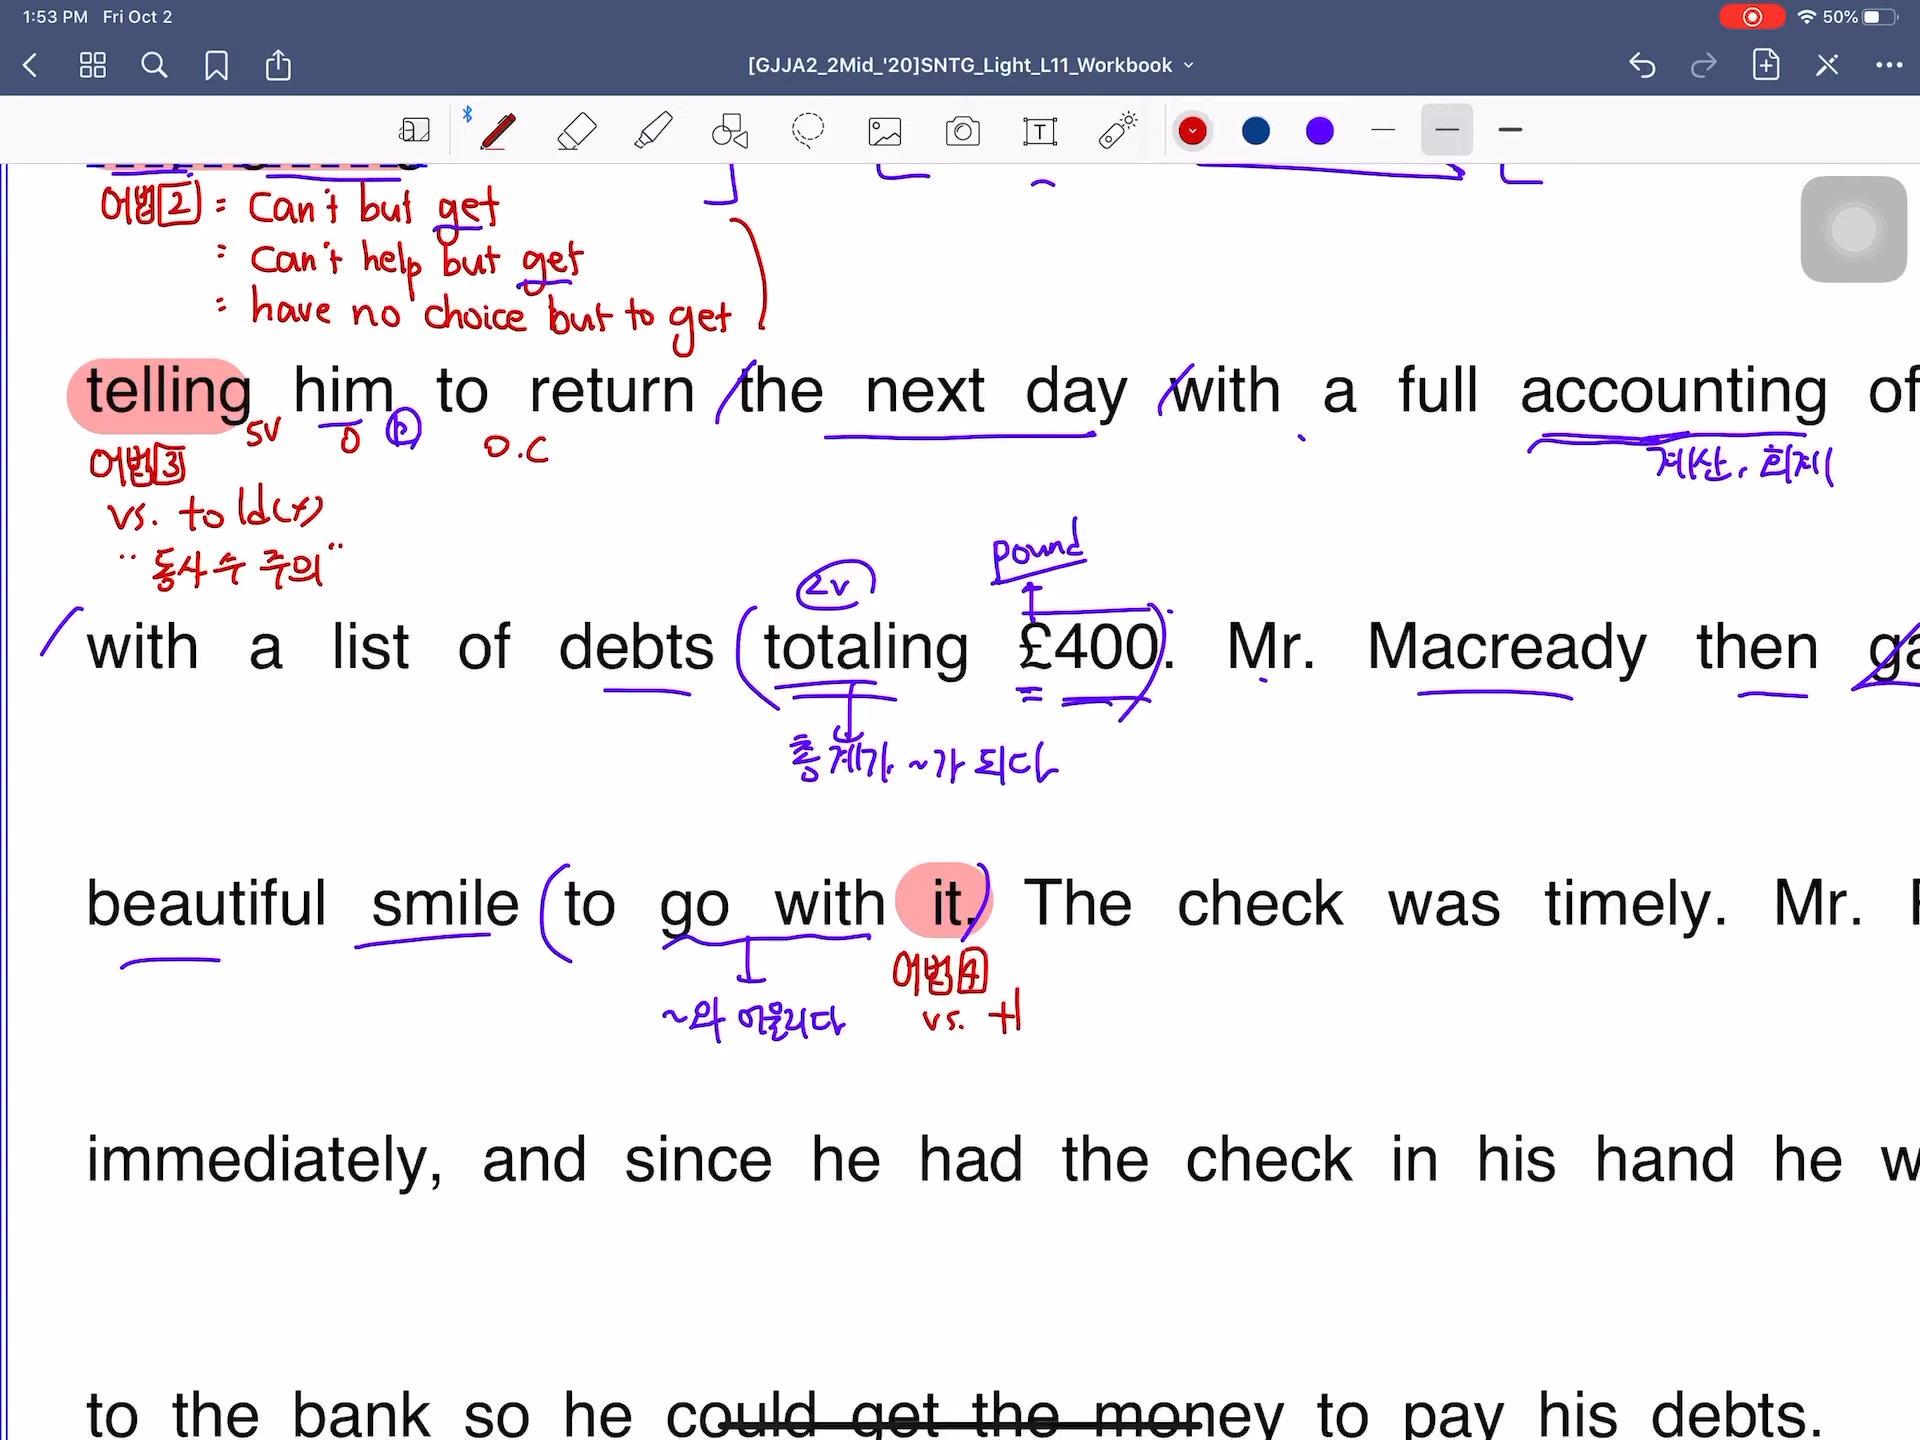 1:53 PM Fri Oct 2
50%
[GJJA2_2Mid_'20]SNTG_Light_L11_Workbook
어법2 = Can't but get
= Can't help but get
= have no choice but to get
telling him to return the next day with a full accounting of
5V O O.C
어법3
계산, 회계
vs. told(x)
"동사 수 주의"
pound
2v
with a list of debts (totaling £400). Mr. Macready then ga
총계가 ~가 되다
beautiful smile (to go with it.) The check was timely. Mr.
어법4
~와 어울리다
vs.
immediately, and since he had the check in his hand he w
to the bank so he could get the money to pay his debts.